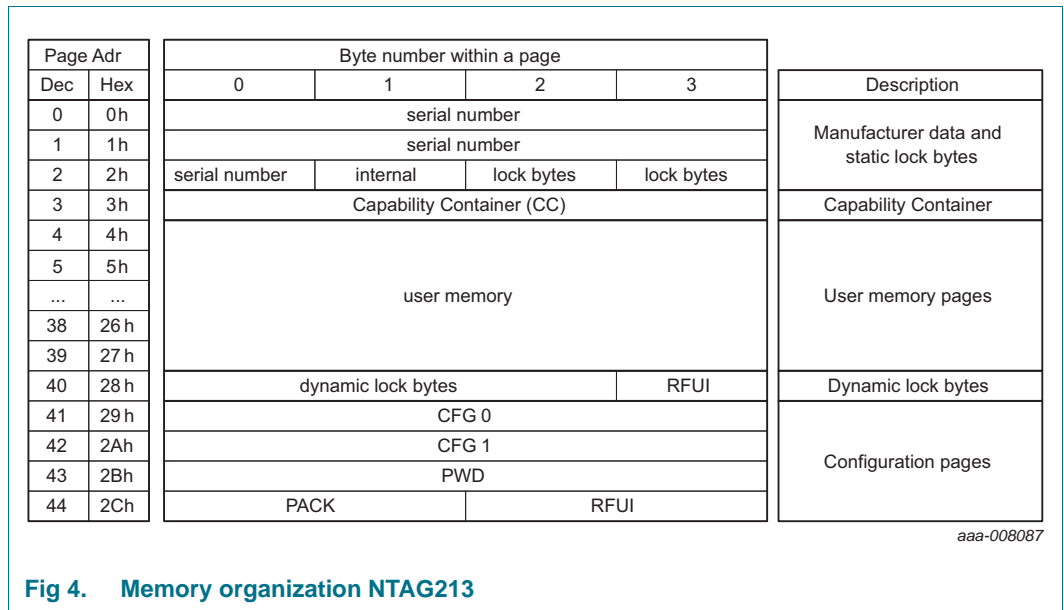 Page Adr Byte number within a page
Dec Hex 0 1 2 3 Description
0 0h serial number
1 1h serial number
Manufacturer data and
static lock bytes
2 2h serial number internal lock bytes lock bytes
3 3h Capability Container (CC) Capability Container
4 4h
5 5h
... ... user memory User memory pages
38 26h
39 27h
40 28h dynamic lock bytes RFUI Dynamic lock bytes
41 29h CFG 0
42 2Ah CFG 1
Configuration pages
43 2Bh PWD
44 2Ch PACK RFUI
aaa-008087
Fig 4. Memory organization NTAG213